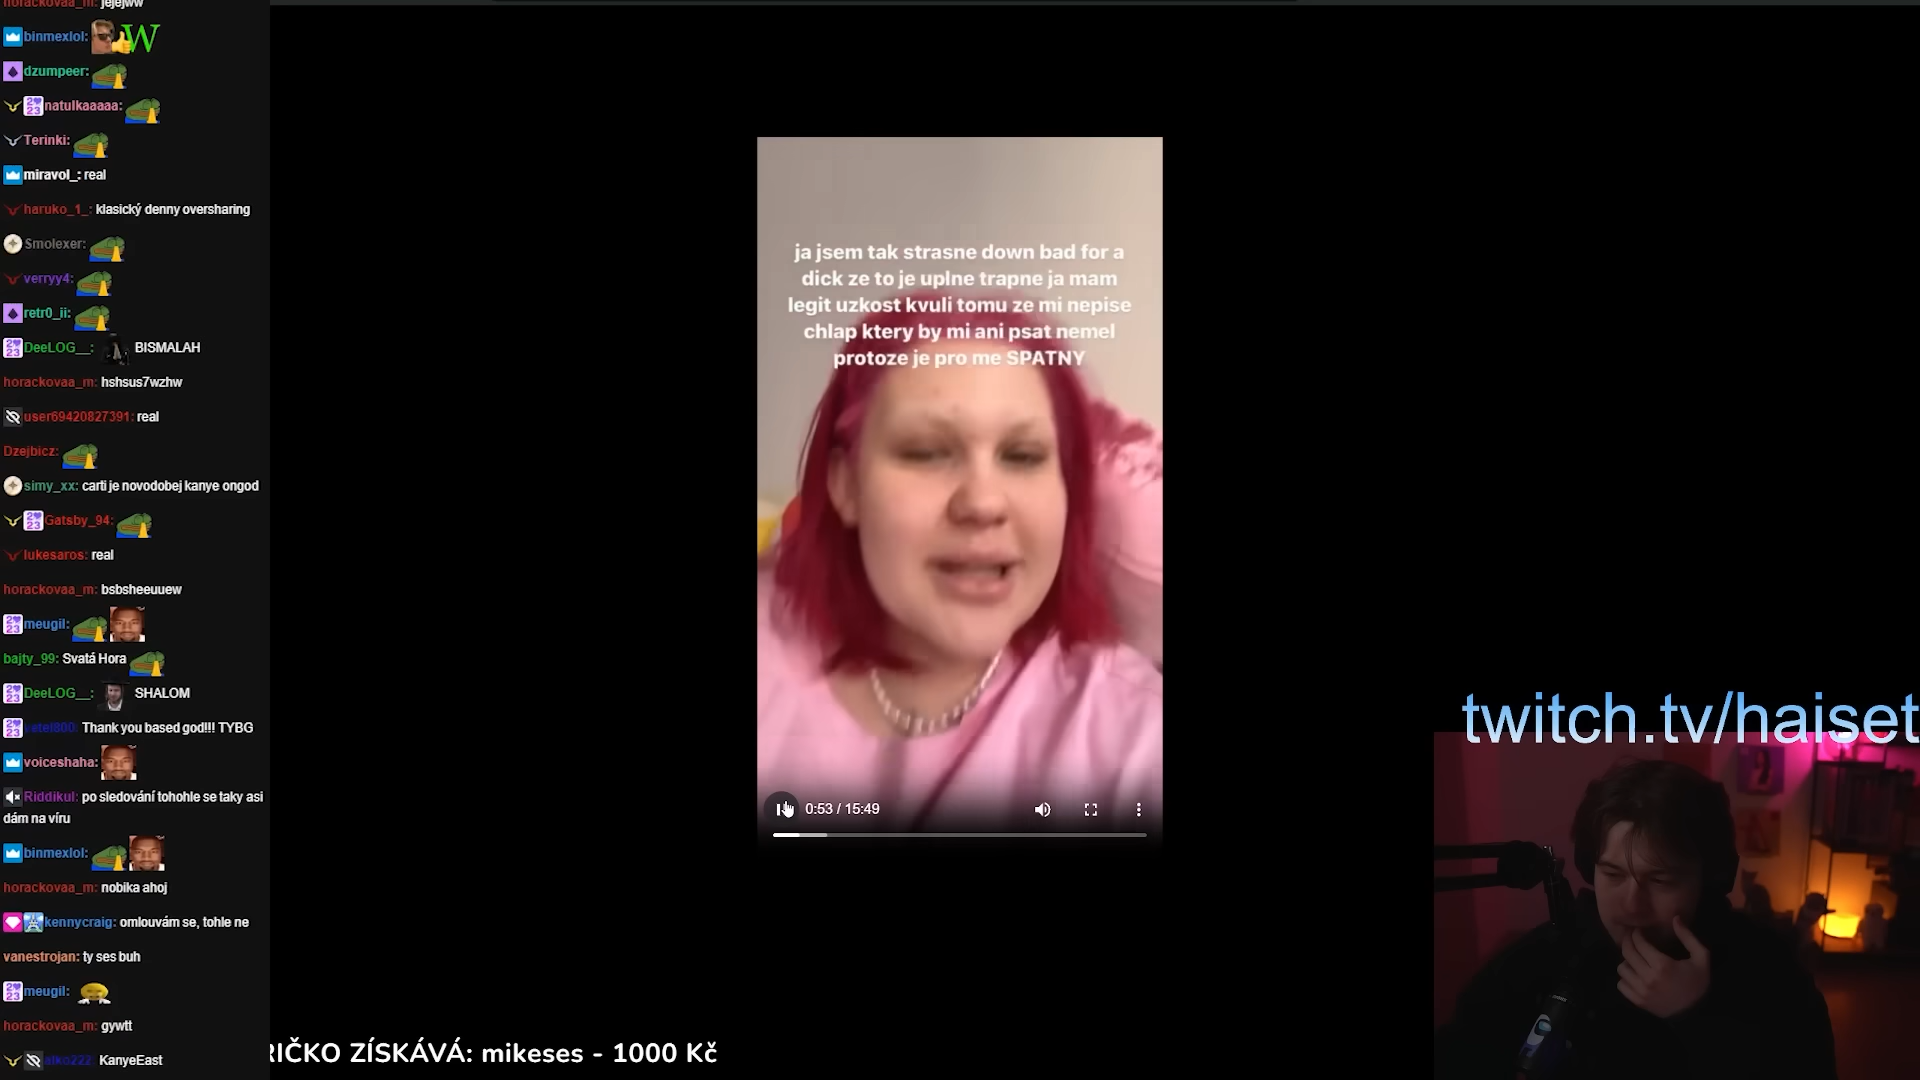 horackovaa_m: jejejww
binmexlol: W
dzumpeer:
natulkaaaaa:
Terinki:
miravol_: real
haruko_1_: klasický denny oversharing
Smolexer:
verryy4:
retr0_ii:
DeeLOG__: BISMALAH
horackovaa_m: hshsus7wzhw
user69420827391: real
Dzejbicz:
simy_xx: carti je novodobej kanye ongod
Gatsby_94:
lukesaros: real
horackovaa_m: bsbsheeuuew
meugil:
bajty_99: Svatá Hora
DeeLOG__: SHALOM
Thank you based god!!! TYBG
voiceshaha:
Riddikul: po sledování tohohle se taky asi
dám na víru
binmexlol:
horackovaa_m: nobika ahoj
kennycraig: omlouvám se, tohle ne
vanestrojan: ty ses buh
meugil:
horackovaa_m: gywtt
KanyeEast
ja jsem tak strasne down bad for a
dick ze to je uplne trapne ja mam
legit uzkost kvuli tomu ze mi nepise
chlap ktery by mi ani psat nemel
protoze je pro me SPATNY
0:53 / 15:49
twitch.tv/haiset
RIČKO ZÍSKÁVÁ: mikeses - 1000 Kč